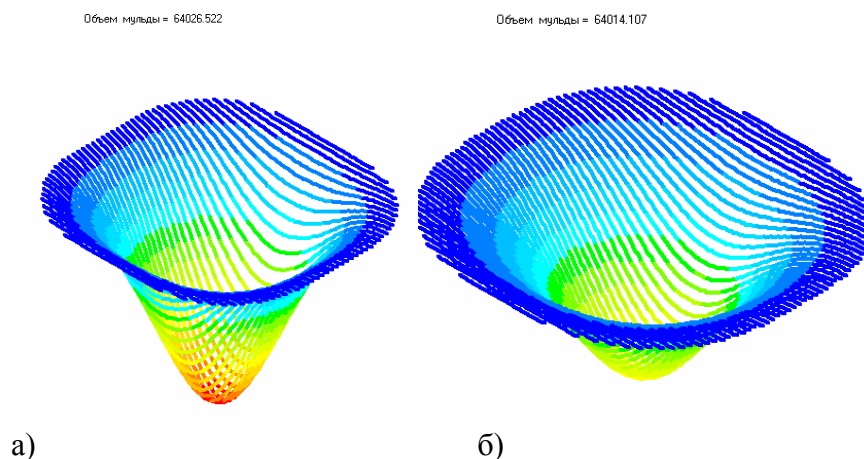 Объем мульды = 64026.522
Объем мульды = 64014.107
а)
б)